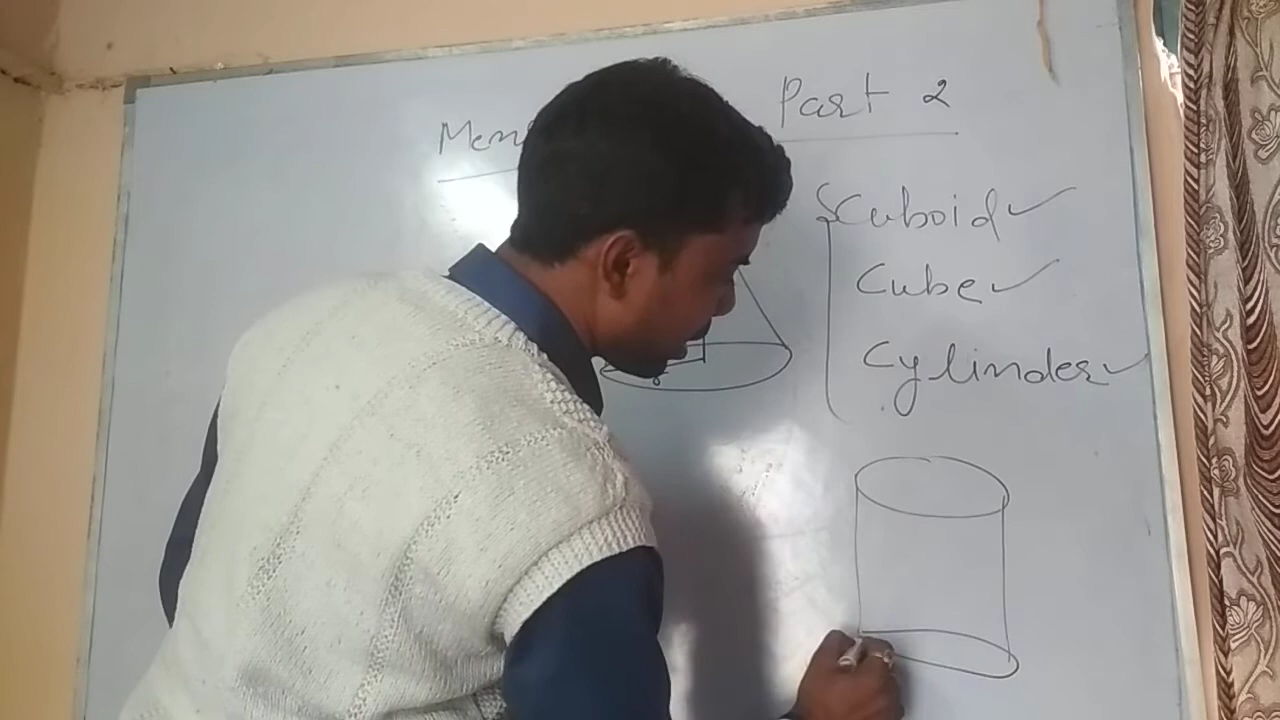 Part 2
Cuboid ✓
Cube ✓
Cylinder ✓
r